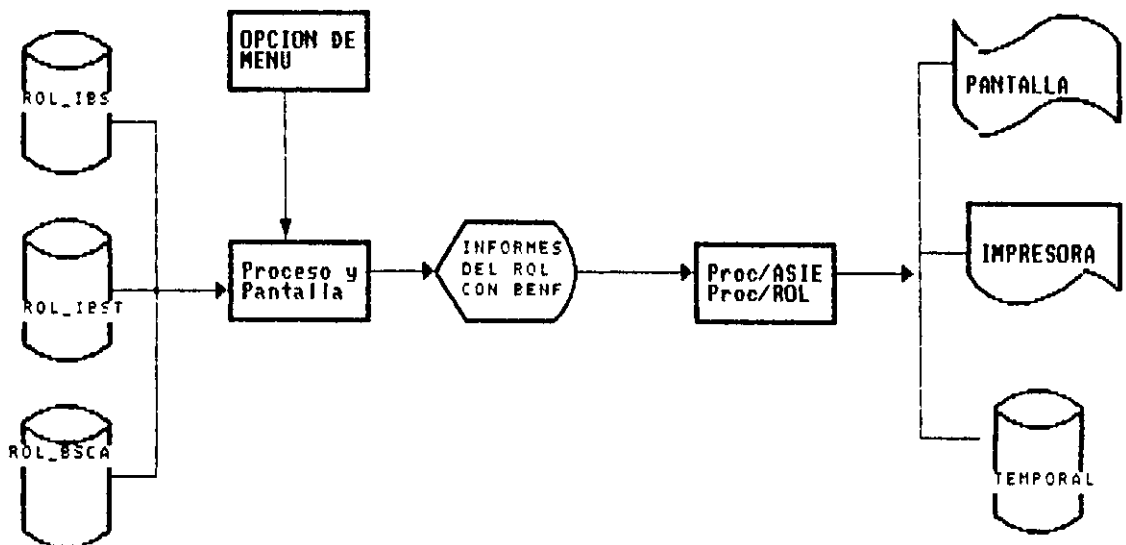 OPCION DE
MENU
ROL_IBS
PANTALLA
ROL_IBST
Proceso y
Pantalla
INFORMES
DEL ROL
CON BENF
Proc/ASIE
Proc/ROL
IMPRESORA
ROL_BSCA
TEMPORAL